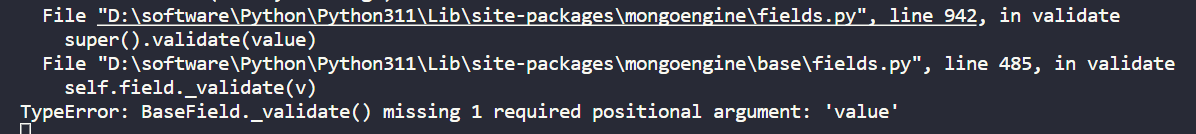 File "D:\software\Python\Python311\Lib\site-packages\mongoengine\fields.py", line 942, in validate
super().validate(value)
File "D:\software\Python\Python311\Lib\site-packages\mongoengine\base\fields.py", line 485, in validate
self.field._validate(v)
TypeError: BaseField._validate() missing 1 required positional argument: 'value'